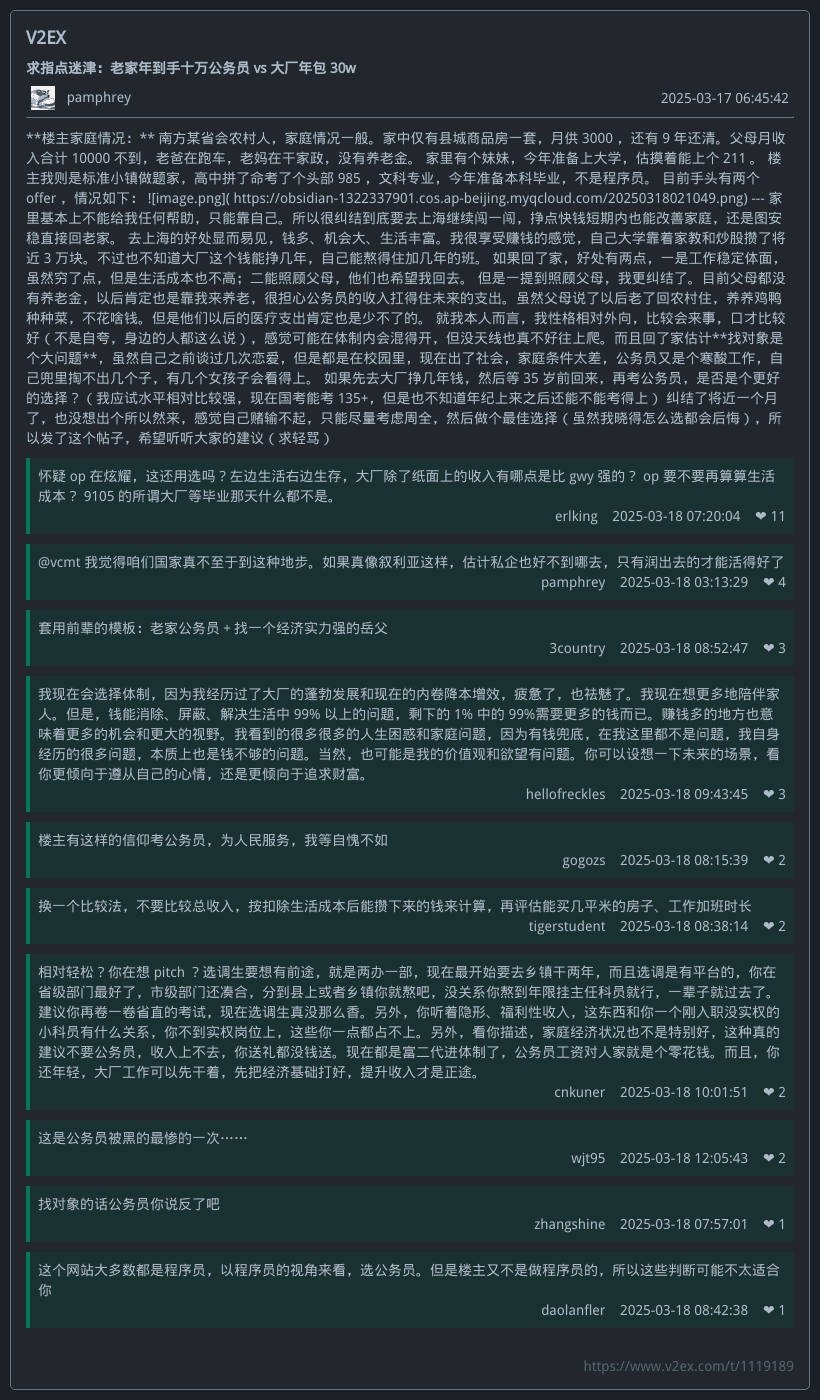 V2EX
求指点迷津：老家年到手十万公务员 vs 大厂年包 30w
pamphrey
2025-03-17 06:45:42
**楼主家庭情况：** 南方某省会农村人，家庭情况一般。家中仅有县城商品房一套，月供 3000 ，还有 9 年还清。父母月收
入合计 10000 不到，老爸在跑车，老妈在干家政，没有养老金。 家里有个妹妹，今年准备上大学，估摸着能上个 211 。 楼
主我则是标准小镇做题家，高中拼了命考了个头部 985 ，文科专业，今年准备本科毕业，不是程序员。 目前手头有两个
offer ，情况如下： ![image.png]( https://obsidian-1322337901.cos.ap-beijing.myqcloud.com/20250318021049.png) --- 家
里基本上不能给我任何帮助，只能靠自己。所以很纠结到底要去上海继续闯一闯，挣点快钱短期内也能改善家庭，还是图安
稳直接回老家。 去上海的好处显而易见，钱多、机会大、生活丰富。我很享受赚钱的感觉，自己大学靠着家教和炒股攒了将
近 3 万块。不过也不知道大厂这个钱能挣几年，自己能熬得住加几年的班。 如果回了家，好处有两点，一是工作稳定体面，
虽然穷了点，但是生活成本也不高；二能照顾父母，他们也希望我回去。 但是一提到照顾父母，我更纠结了。目前父母都没
有养老金，以后肯定也是靠我来养老，很担心公务员的收入扛得住未来的支出。虽然父母说了以后老了回农村住，养养鸡鸭
种种菜，不花啥钱。但是他们以后的医疗支出肯定也是少不了的。 就我本人而言，我性格相对外向，比较会来事，口才比较
好（不是自夸，身边的人都这么说），感觉可能在体制内会混得开，但没天线也真不好往上爬。而且回了家估计**找对象是
个大问题**，虽然自己之前谈过几次恋爱，但是都是在校园里，现在出了社会，家庭条件太差，公务员又是个寒酸工作，自
己兜里掏不出几个子，有几个女孩子会看得上。 如果先去大厂挣几年钱，然后等 35 岁前回来，再考公务员，是否是个更好
的选择？（我应试水平相对比较强，现在国考能考 135+，但是也不知道年纪上来之后还能不能考得上） 纠结了将近一个月
了，也没想出个所以然来，感觉自己赌输不起，只能尽量考虑周全，然后做个最佳选择（虽然我晓得怎么选都会后悔），所
以发了这个帖子，希望听听大家的建议（求轻骂）
怀疑 op 在炫耀，这还用选吗？左边生活右边生存，大厂除了纸面上的收入有哪点是比 gwy 强的？ op 要不要再算算生活
成本？ 9105 的所谓大厂等毕业那天什么都不是。
erlking 2025-03-18 07:20:04 ❤ 11
@vcmt 我觉得咱们国家真不至于到这种地步。如果真像叙利亚这样，估计私企也好不到哪去，只有润出去的才能活得好了
pamphrey 2025-03-18 03:13:29 ❤ 4
套用前辈的模板：老家公务员 + 找一个经济实力强的岳父
3country 2025-03-18 08:52:47 ❤ 3
我现在会选择体制，因为我经历过了大厂的蓬勃发展和现在的内卷降本增效，疲惫了，也祛魅了。我现在想更多地陪伴家
人。但是，钱能消除、屏蔽、解决生活中 99% 以上的问题，剩下的 1% 中的 99%需要更多的钱而已。赚钱多的地方也意
味着更多的机会和更大的视野。我看到的很多很多的人生困惑和家庭问题，因为有钱兜底，在我这里都不是问题，我自身
经历的很多问题，本质上也是钱不够的问题。当然，也可能是我的价值观和欲望有问题。你可以设想一下未来的场景，看
你更倾向于遵从自己的心情，还是更倾向于追求财富。
hellofreckles 2025-03-18 09:43:45 ❤ 3
楼主有这样的信仰考公务员，为人民服务，我等自愧不如
gogozs 2025-03-18 08:15:39 ❤ 2
换一个比较法，不要比较总收入，按扣除生活成本后能攒下来的钱来计算，再评估能买几平米的房子、工作加班时长
tigerstudent 2025-03-18 08:38:14 ❤ 2
相对轻松？你在想 pitch ？选调生要想有前途，就是两办一部，现在最开始要去乡镇干两年，而且选调是有平台的，你在
省级部门最好了，市级部门还凑合，分到县上或者乡镇你就熬吧，没关系你熬到年限挂主任科员就行，一辈子就过去了。
建议你再卷一卷省直的考试，现在选调生真没那么香。另外，你听着隐形、福利性收入，这东西和你一个刚入职没实权的
小科员有什么关系，你不到实权岗位上，这些你一点都占不上。另外，看你描述，家庭经济状况也不是特别好，这种真的
建议不要公务员，收入上不去，你送礼都没钱送。现在都是富二代进体制了，公务员工资对人家就是个零花钱。而且，你
还年轻，大厂工作可以先干着，先把经济基础打好，提升收入才是正途。
cnkuner 2025-03-18 10:01:51 ❤ 2
这是公务员被黑的最惨的一次……
wjt95 2025-03-18 12:05:43 ❤ 2
找对象的话公务员你说反了吧
zhangshine 2025-03-18 07:57:01 ❤ 1
这个网站大多数都是程序员，以程序员的视角来看，选公务员。但是楼主又不是做程序员的，所以这些判断可能不太适合
你
daolanfler 2025-03-18 08:42:38 ❤ 1
https://www.v2ex.com/t/1119189